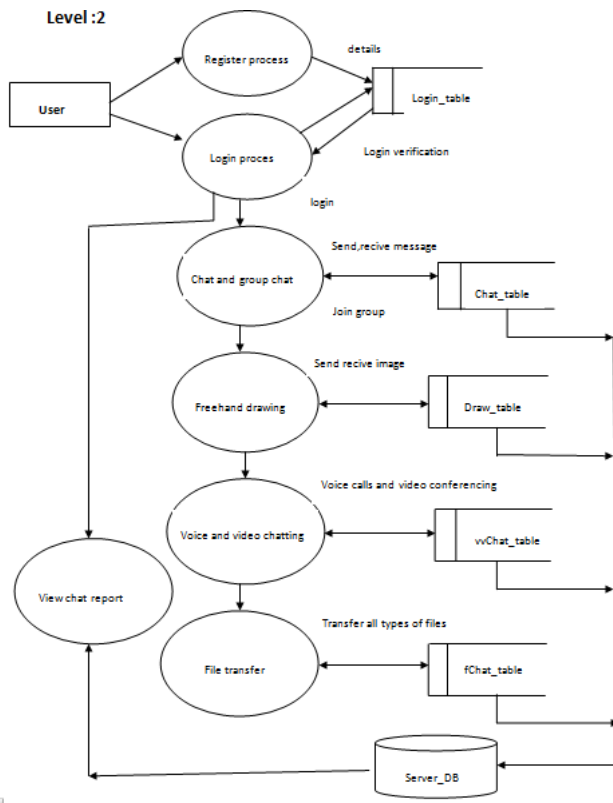 Level :2
Register process
details
User
Login_table
Login proces
Login verification
login
Send,recive message
Chat and group chat
Chat_table
Join group
Send recive image
Freehand drawing
Draw_table
Voice calls and video conferencing
Voice and video chatting
vvChat_table
View chat report
Transfer all types of files
File transfer
fChat_table
Server_DB